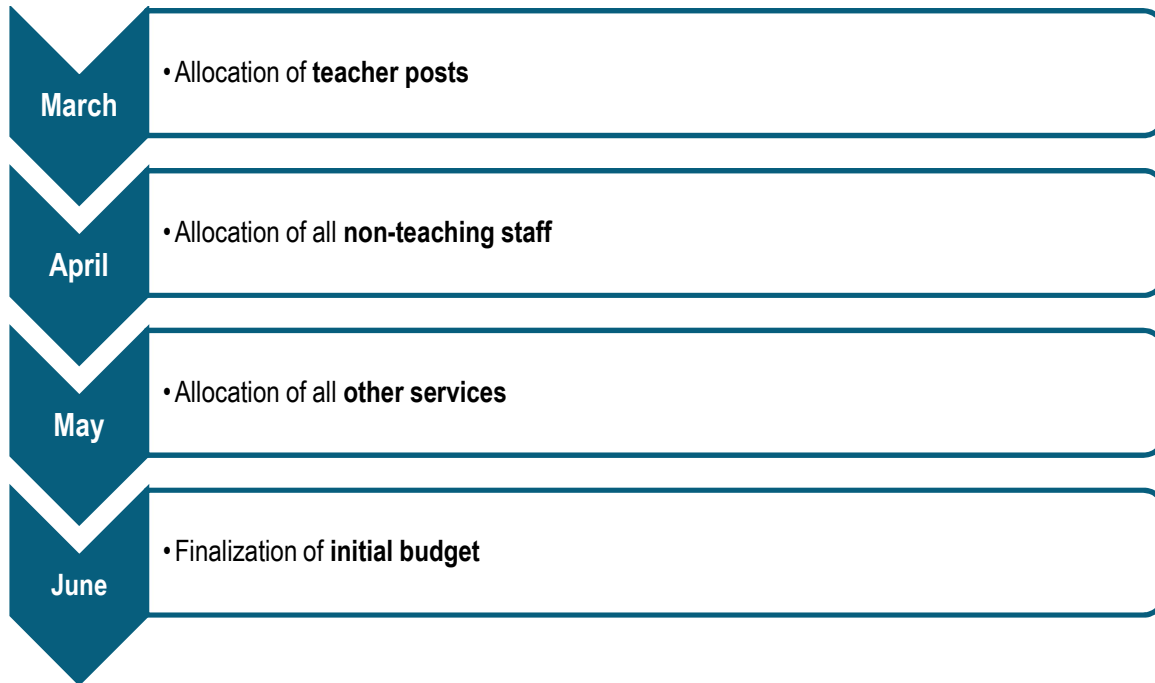 March
• Allocation of teacher posts
April
• Allocation of all non-teaching staff
May
• Allocation of all other services
June
• Finalization of initial budget